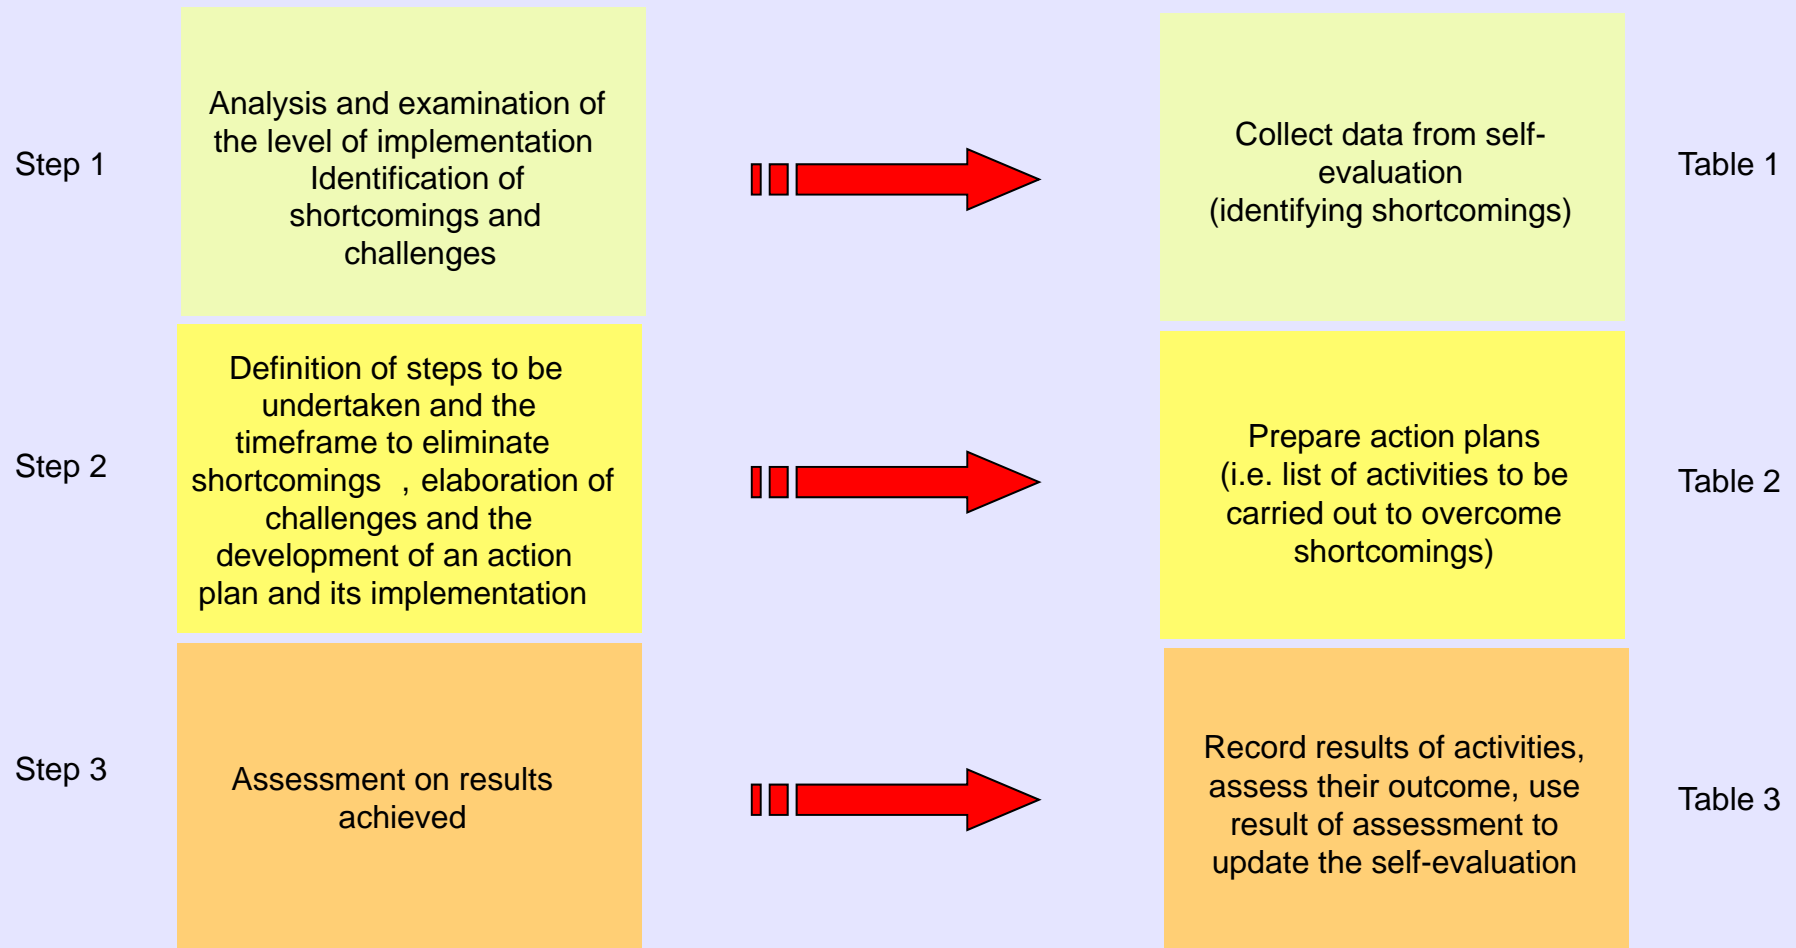 Step 1
Analysis and examination of
the level of implementation
Identification of
shortcomings and
challenges
Collect data from self-
evaluation
(identifying shortcomings)
Table 1
Step 2
Definition of steps to be
undertaken and the
timeframe to eliminate
shortcomings , elaboration of
challenges and the
development of an action
plan and its implementation
Prepare action plans
(i.e. list of activities to be
carried out to overcome
shortcomings)
Table 2
Step 3
Assessment on results
achieved
Record results of activities,
assess their outcome, use
result of assessment to
update the self-evaluation
Table 3